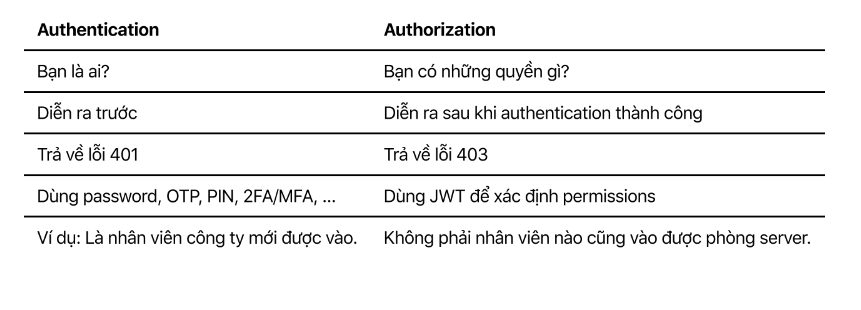 Authentication Authorization
Bạn là ai? Bạn có những quyền gì?
Diễn ra trước Diễn ra sau khi authentication thành công
Trả về lỗi 401 Trả về lỗi 403
Dùng password, OTP, PIN, 2FA/MFA, ... Dùng JWT để xác định permissions
Ví dụ: Là nhân viên công ty mới được vào. Không phải nhân viên nào cũng vào được phòng server.